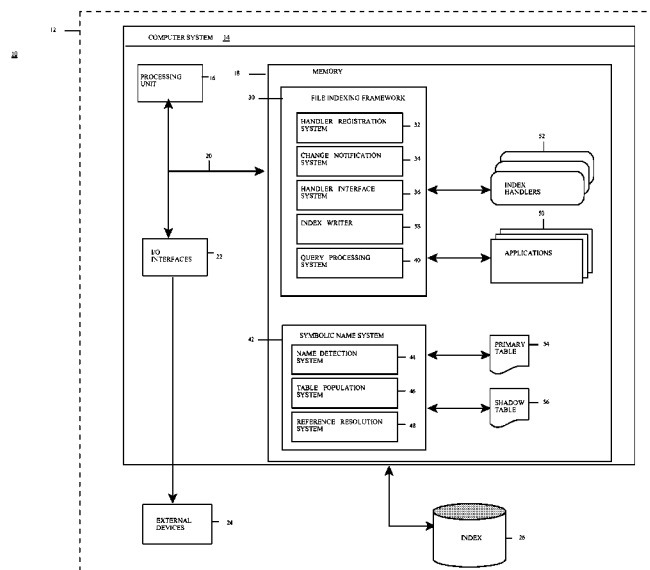 12
COMPUTER SYSTEM 14
10
PROCESSING
UNIT
16
18
MEMORY
30
FILE INDEXING FRAMEWORK
HANDLER REGISTRATION
SYSTEM
32
CHANGE NOTIFICATION
SYSTEM
34
HANDLER INTERFACE
SYSTEM
36
INDEX WRITER
38
QUERY PROCESSING
SYSTEM
40
20
52
INDEX
HANDLERS
50
APPLICATIONS
I/O
INTERFACES
22
42
SYMBOLIC NAME SYSTEM
NAME DETECTION
SYSTEM
44
TABLE POPULATION
SYSTEM
46
REFERENCE RESOLUTION
SYSTEM
48
PRIMARY
TABLE
54
SHADOW
TABLE
56
EXTERNAL
DEVICES
24
INDEX
26